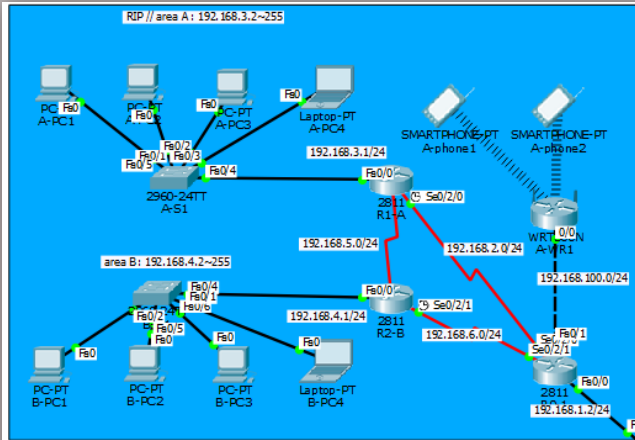 RIP // area A : 192.168.3.2~255
Fa0
A-PC1
Fa0
Fa0
PC-PT
A-PC3
Fa0
Laptop-PT
A-PC4
Fa0/2
Fa0/1
Fa0/3
Fa0/5
Fa0/4
2960-24TT
A-S1
192.168.3.1/24
Fa0/0
2811
R1-A
Se0/2/0
SMARTPHONE-PT
A-phone1
SMARTPHONE-PT
A-phone2
A-WR1
0/0
192.168.5.0/24
192.168.2.0/24
192.168.100.0/24
area B: 192.168.4.2~255
Fa0/4
Fa0/1
Fa0/6
Fa0/2
Fa0/5
Fa0/0
192.168.4.1/24
2811
R2-B
Se0/2/1
192.168.6.0/24
Fa0/1
Se0/2/1
2811
Fa0/0
192.168.1.2/24
Fa0
PC-PT
B-PC1
Fa0
PC-PT
B-PC2
Fa0
PC-PT
B-PC3
Fa0
Laptop-PT
B-PC4